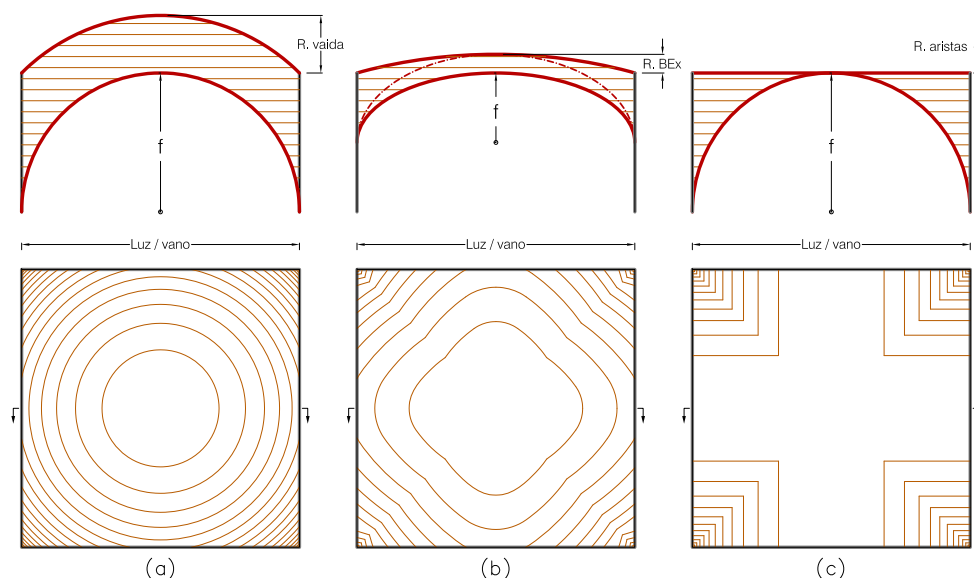 R. vaida
f
R. BEx
f
R. aristas
f
Luz / vano
Luz / vano
Luz / vano
(a)
(b)
(c)